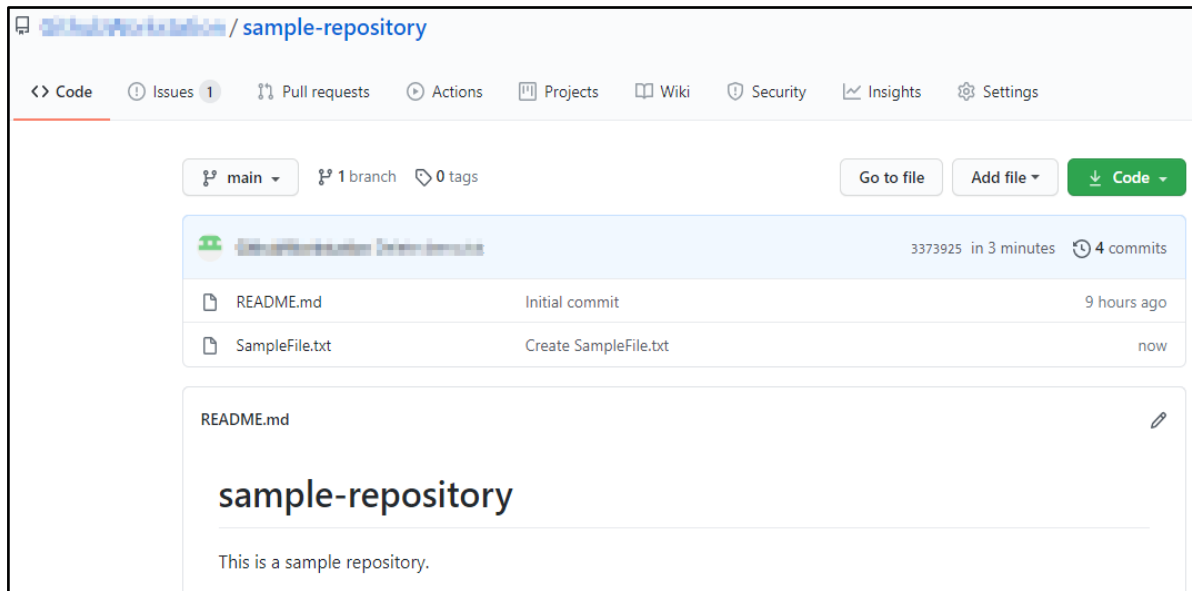 / sample-repository
Code Issues 1 Pull requests Actions Projects Wiki Security Insights Settings
main 1 branch 0 tags Go to file Add file Code
3373925 in 3 minutes 4 commits
README.md Initial commit 9 hours ago
SampleFile.txt Create SampleFile.txt now
README.md
sample-repository
This is a sample repository.